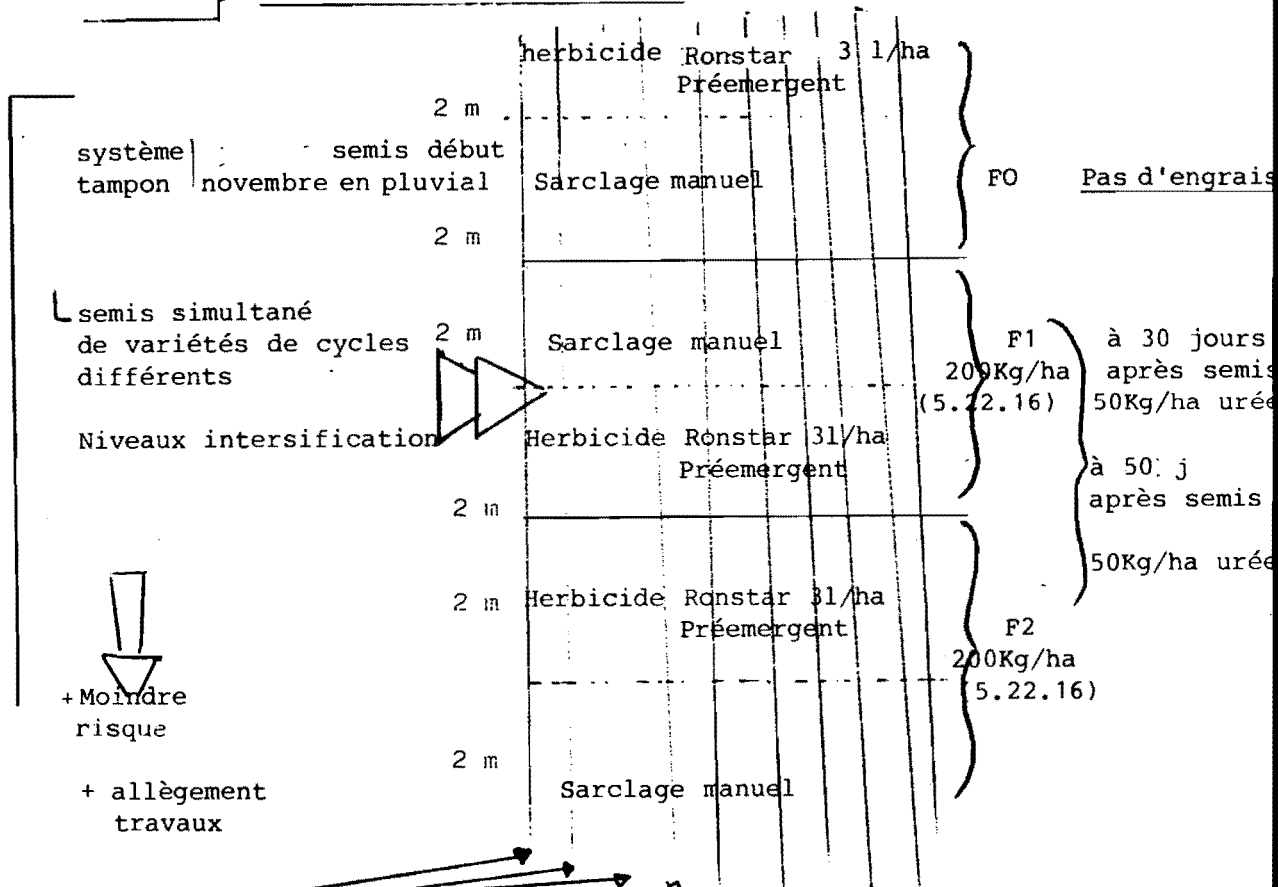 herbicide Ronstar 3 l/ha
Préemergent
2 m
système semis début
tampon novembre en pluvial Sarclage manuel
FO Pas d'engrais
2 m
semis simultané
de variétés de cycles
différents
2 m Sarclage manuel
F1
200Kg/ha
(5.22.16)
à 30 jours
après semis
50Kg/ha urée
Niveaux intersification
Herbicide Ronstar 3l/ha
Préemergent
à 50 j
après semis
50Kg/ha urée
2 m
2 m Herbicide Ronstar 3l/ha
Préemergent
F2
200Kg/ha
(5.22.16)
+ Moindre
risque
2 m
Sarclage manuel
+ allègement
travaux